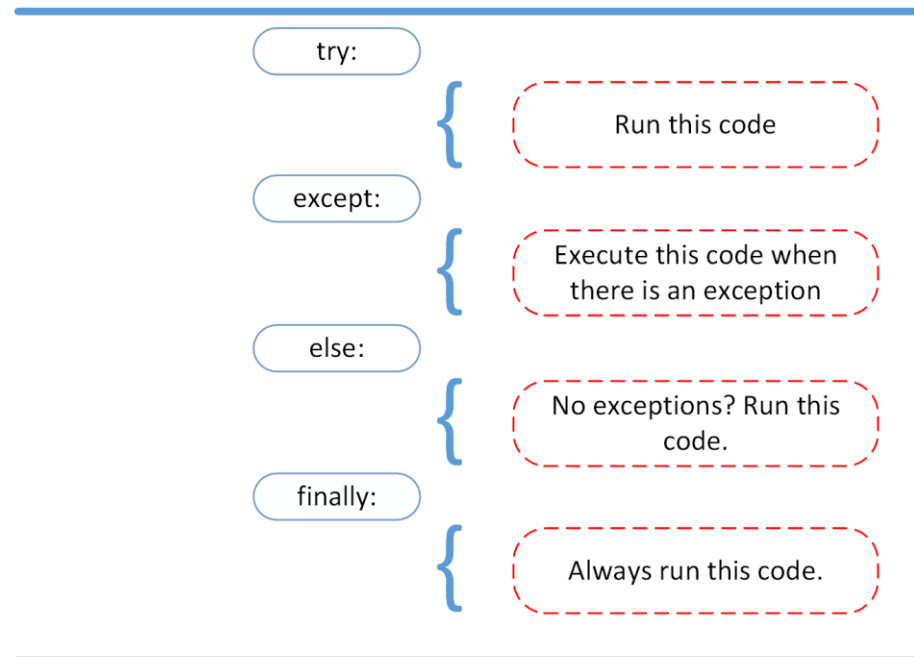 try:
Run this code
except:
Execute this code when
there is an exception
else:
No exceptions? Run this
code.
finally:
Always run this code.